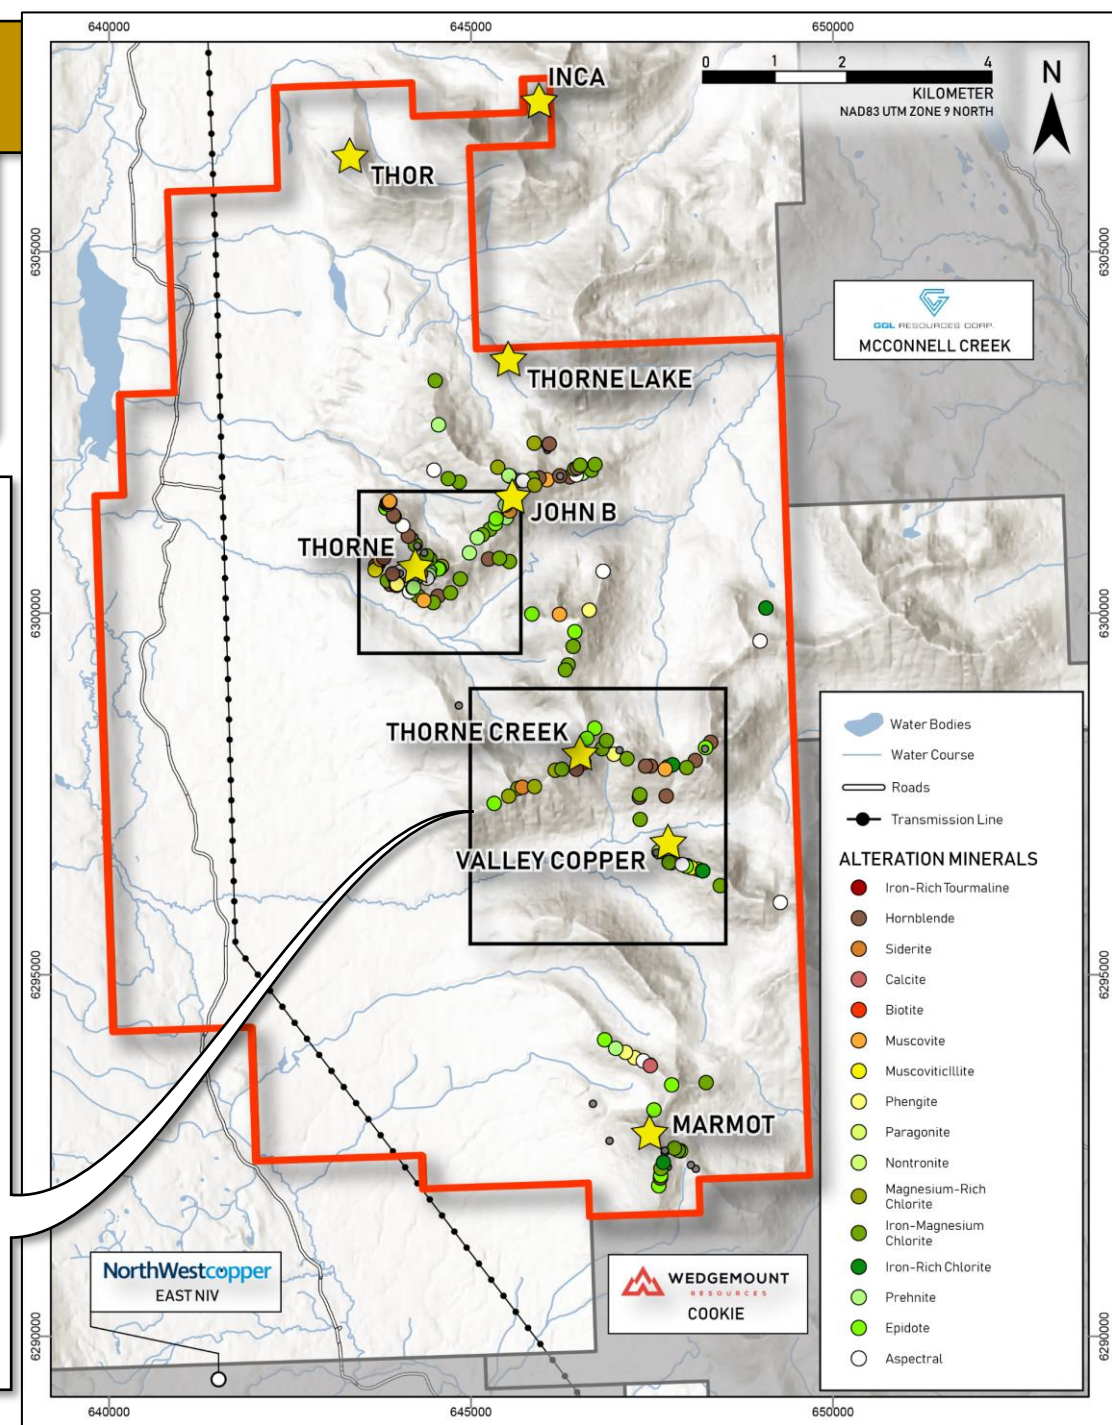 640000
645000
650000
INCA
0 1 2 4
KILOMETER
NAD83 UTM ZONE 9 NORTH
N
THOR
6305000
6305000
GGL RESOURCES CORP.
MCCONNELL CREEK
THORNE LAKE
JOHN B
THORNE
6300000
6300000
THORNE CREEK
VALLEY COPPER
Water Bodies
Water Course
Roads
Transmission Line
ALTERATION MINERALS
Iron-Rich Tourmaline
Hornblende
Siderite
Calcite
Biotite
Muscovite
MuscoviticIllite
Phengite
Paragonite
Nontronite
Magnesium-Rich
Chlorite
Iron-Magnesium
Chlorite
Iron-Rich Chlorite
Prehnite
Epidote
Aspectral
6295000
6295000
MARMOT
NorthWestcopper
EAST NIV
WEDGEMOUNT
RESOURCES
COOKIE
6290000
6290000
640000
645000
650000